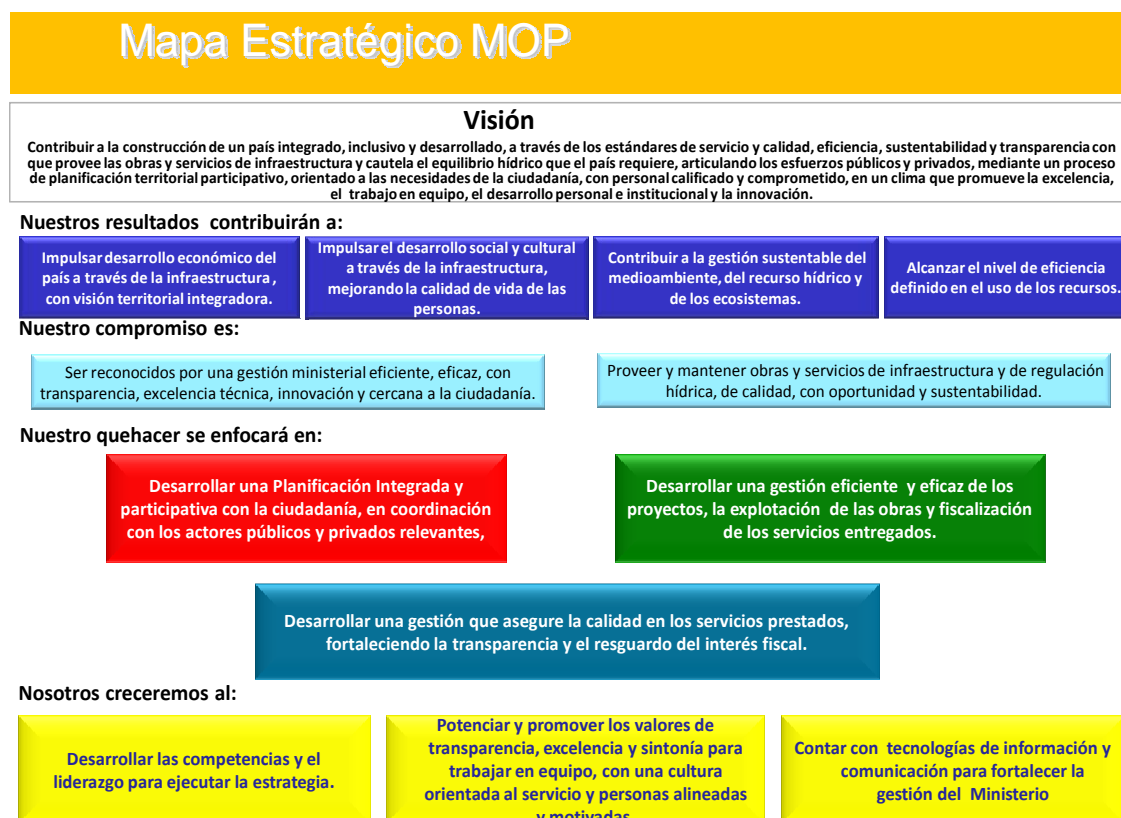 Mapa Estratégico MOP
Visión
Contribuir a la construcción de un país integrado, inclusivo y desarrollado, a través de los estándares de servicio y calidad, eficiencia, sustentabilidad y transparencia con
que provee las obras y servicios de infraestructura y cautela el equilibrio hídrico que el país requiere, articulando los esfuerzos públicos y privados, mediante un proceso
de planificación territorial participativo, orientado a las necesidades de la ciudadanía, con personal calificado y comprometido, en un clima que promueve la excelencia,
el trabajo en equipo, el desarrollo personal e institucional y la innovación.
Nuestros resultados contribuirán a:
Impulsar desarrollo económico del
país a través de la infraestructura,
con visión territorial integradora.
Impulsar el desarrollo social y cultural
a través de la infraestructura,
mejorando la calidad de vida de las
personas.
Contribuir a la gestión sustentable del
medioambiente, del recurso hídrico y
de los ecosistemas.
Alcanzar el nivel de eficiencia
definido en el uso de los recursos.
Nuestro compromiso es:
Ser reconocidos por una gestión ministerial eficiente, eficaz, con
transparencia, excelencia técnica, innovación y cercana a la ciudadanía.
Proveer y mantener obras y servicios de infraestructura y de regulación
hídrica, de calidad, con oportunidad y sustentabilidad.
Nuestro quehacer se enfocará en:
Desarrollar una Planificación Integrada y
participativa con la ciudadanía, en coordinación
con los actores públicos y privados relevantes,
Desarrollar una gestión eficiente y eficaz de los
proyectos, la explotación de las obras y fiscalización
de los servicios entregados.
Desarrollar una gestión que asegure la calidad en los servicios prestados,
fortaleciendo la transparencia y el resguardo del interés fiscal.
Nosotros creceremos al:
Desarrollar las competencias y el
liderazgo para ejecutar la estrategia.
Potenciar y promover los valores de
transparencia, excelencia y sintonía para
trabajar en equipo, con una cultura
orientada al servicio y personas alineadas
y motivadas
Contar con tecnologías de información y
comunicación para fortalecer la
gestión del Ministerio